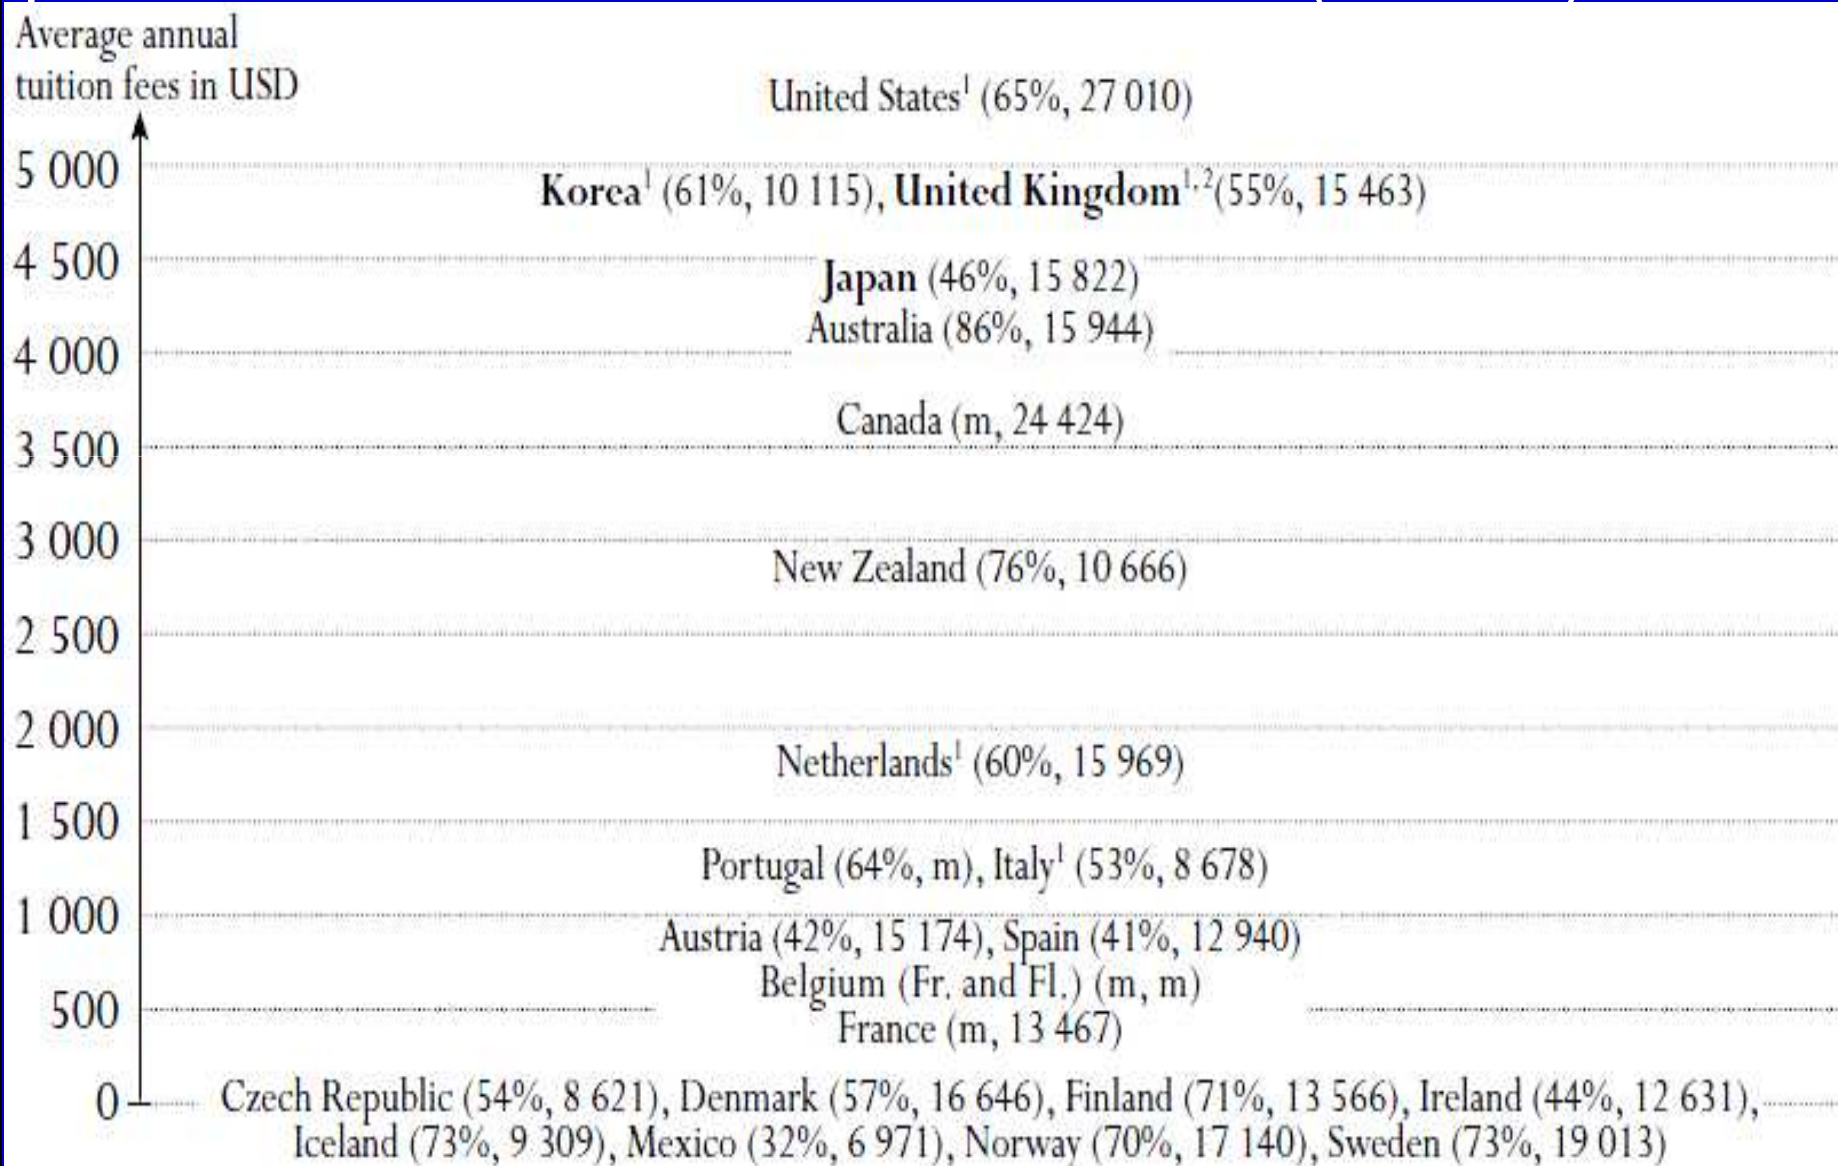 Average annual
tuition fees in USD
United States¹ (65%, 27 010)
5 000
Korea¹ (61%, 10 115), United Kingdom¹,² (55%, 15 463)
4 500
Japan (46%, 15 822)
Australia (86%, 15 944)
4 000
Canada (m, 24 424)
3 500
3 000
New Zealand (76%, 10 666)
2 500
2 000
Netherlands¹ (60%, 15 969)
1 500
Portugal (64%, m), Italy¹ (53%, 8 678)
1 000
Austria (42%, 15 174), Spain (41%, 12 940)
Belgium (Fr. and Fl.) (m, m)
500
France (m, 13 467)
0
Czech Republic (54%, 8 621), Denmark (57%, 16 646), Finland (71%, 13 566), Ireland (44%, 12 631),
Iceland (73%, 9 309), Mexico (32%, 6 971), Norway (70%, 17 140), Sweden (73%, 19 013)